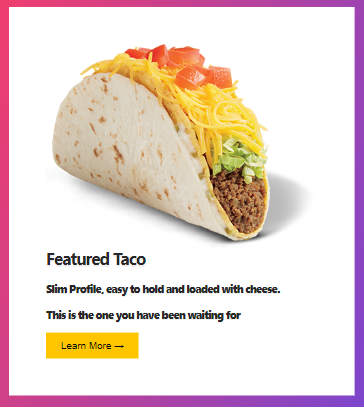 Featured Taco
Slim Profile, easy to hold and loaded with cheese.
This is the one you have been waiting for
Learn More →